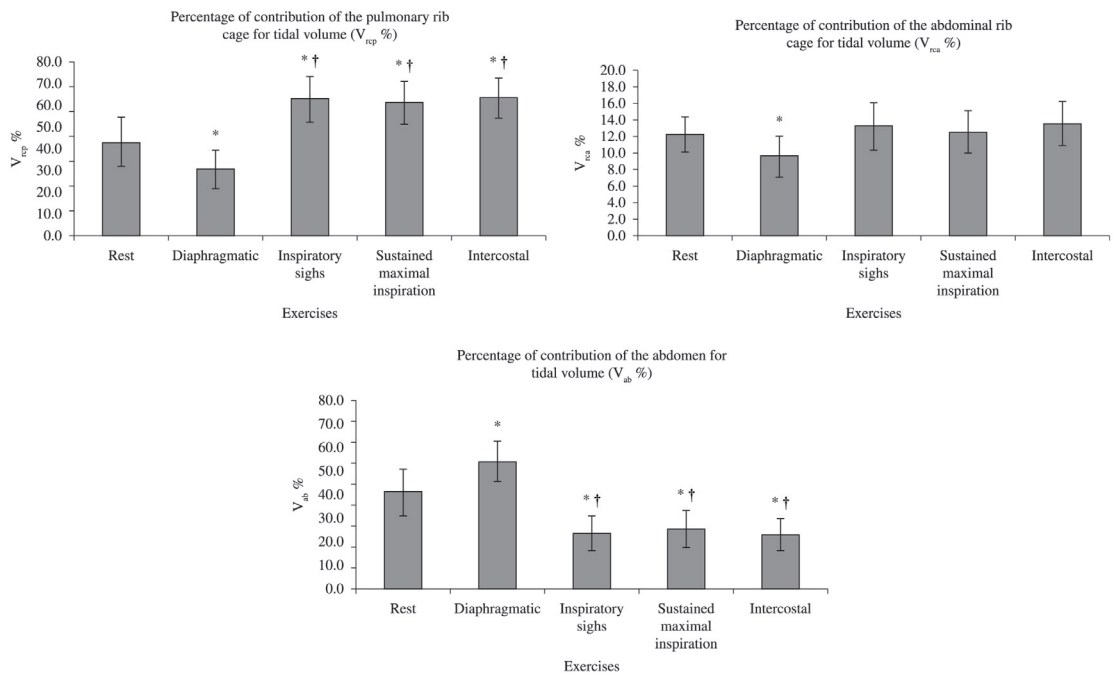 Percentage of contribution of the pulmonary rib
cage for tidal volume (Vrcp %)
80.0
70.0
60.0
50.0
40.0
30.0
20.0
10.0
0.0
Vrcp %
*
* †
* †
* †
Rest
Diaphragmatic
Inspiratory
sighs
Sustained
maximal
inspiration
Intercostal
Exercises
Percentage of contribution of the abdominal rib
cage for tidal volume (Vrca %)
20.0
18.0
16.0
14.0
12.0
10.0
8.0
6.0
4.0
2.0
0.0
Vrca %
*
Rest
Diaphragmatic
Inspiratory
sighs
Sustained
maximal
inspiration
Intercostal
Exercises
Percentage of contribution of the abdomen for
tidal volume (Vab %)
80.0
70.0
60.0
50.0
40.0
30.0
20.0
10.0
0.0
Vab %
*
* †
* †
* †
Rest
Diaphragmatic
Inspiratory
sighs
Sustained
maximal
inspiration
Intercostal
Exercises